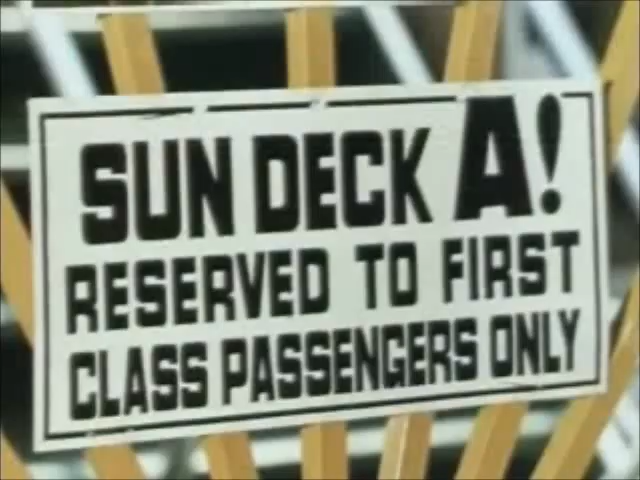 SUN DECK A!
RESERVED TO FIRST
CLASS PASSENGERS ONLY